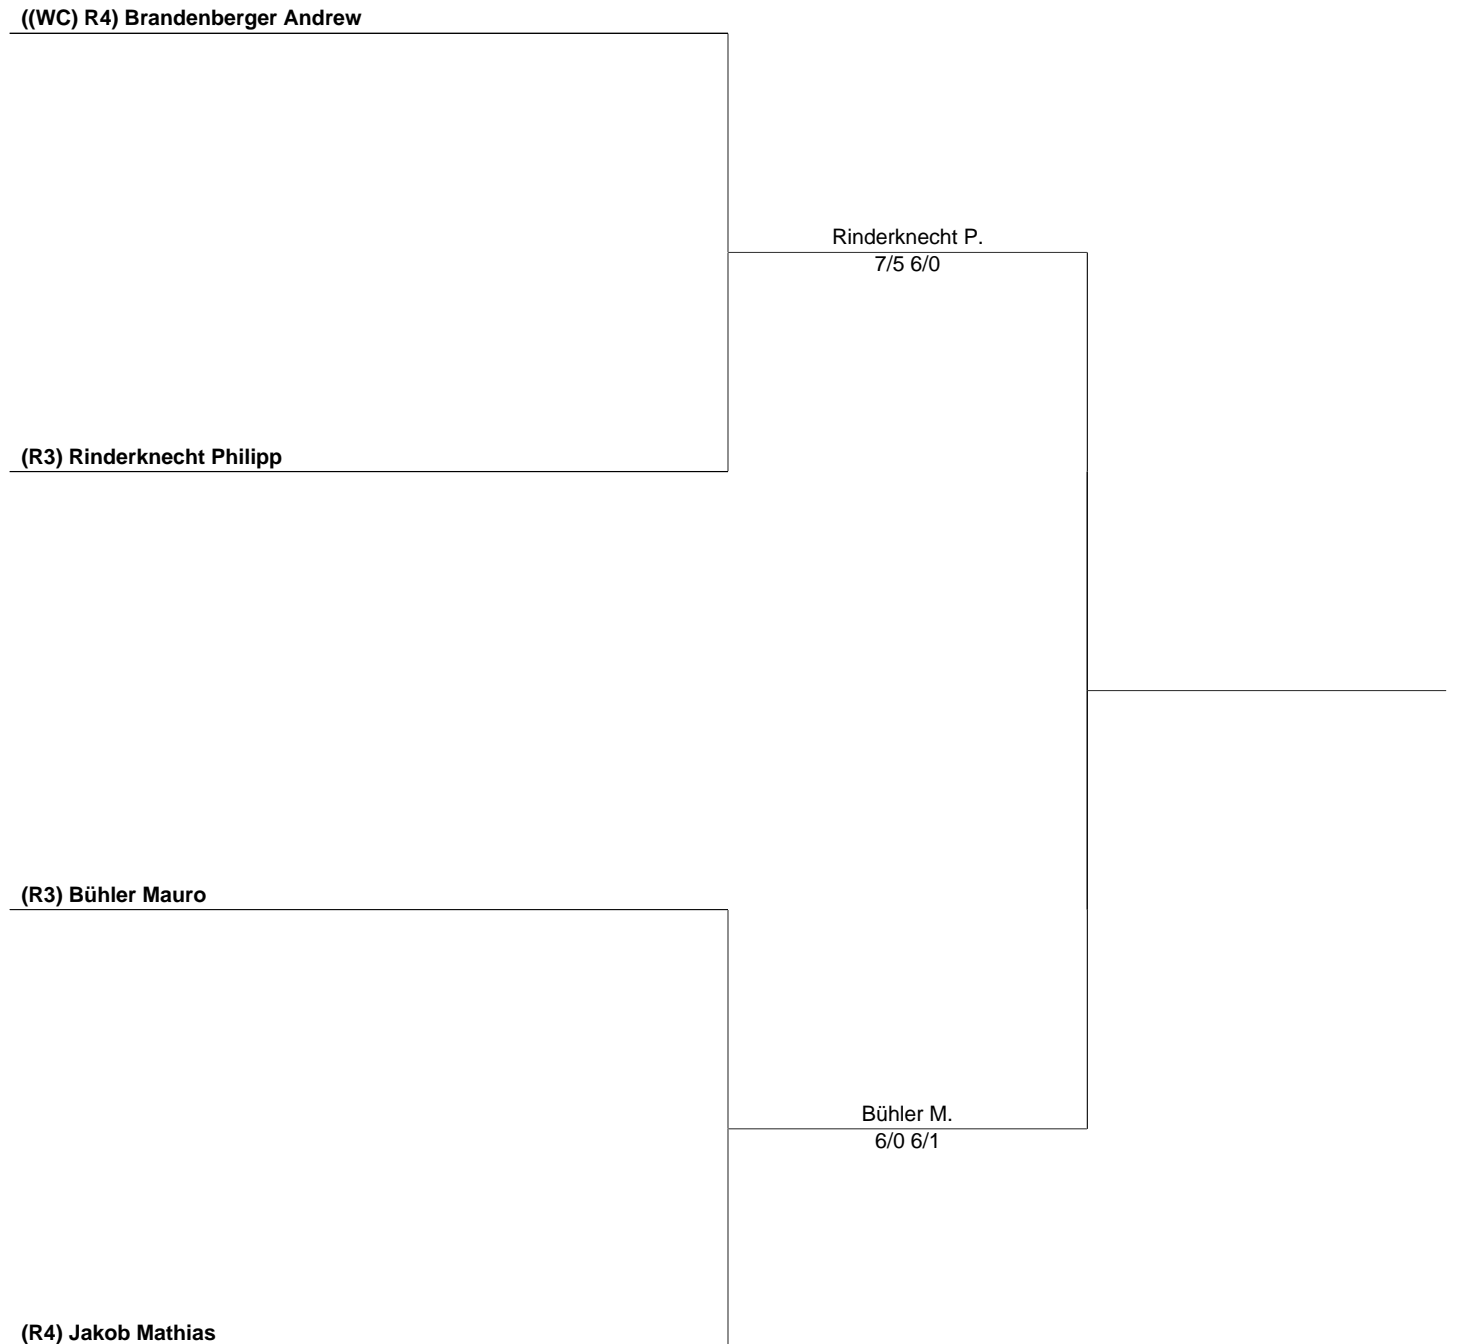 ((WC) R4) Brandenberger Andrew
Rinderknecht P.
7/5 6/0
(R3) Rinderknecht Philipp
(R3) Bühler Mauro
Bühler M.
6/0 6/1
(R4) Jakob Mathias